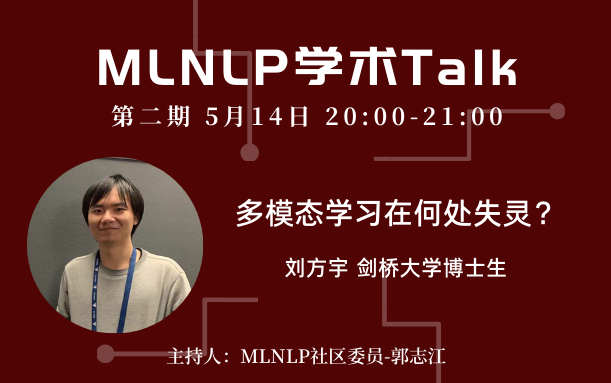 MLNLP学术Talk
第二期 5月14日 20:00-21:00
多模态学习在何处失灵？
刘方宇 剑桥大学博士生
主持人：MLNLP社区委员-郭志江